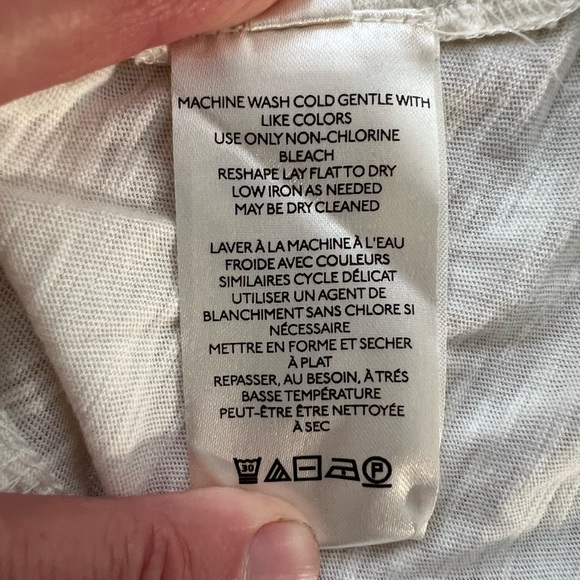 MACHINE WASH COLD GENTLE WITH
LIKE COLORS
USE ONLY NON-CHLORINE
BLEACH
RESHAPE LAY FLAT TO DRY
LOW IRON AS NEEDED
MAY BE DRY CLEANED
LAVER À LA MACHINE À L'EAU
FROIDE AVEC COULEURS
SIMILAIRES CYCLE DÉLICAT
UTILISER UN AGENT DE
BLANCHIMENT SANS CHLORE SI
NÉCESSAIRE
METTRE EN FORME ET SECHER
À PLAT
REPASSER, AU BESOIN, À TRÉS
BASSE TEMPÉRATURE
PEUT-ÊTRE ÊTRE NETTOYÉE
À SEC
30 P